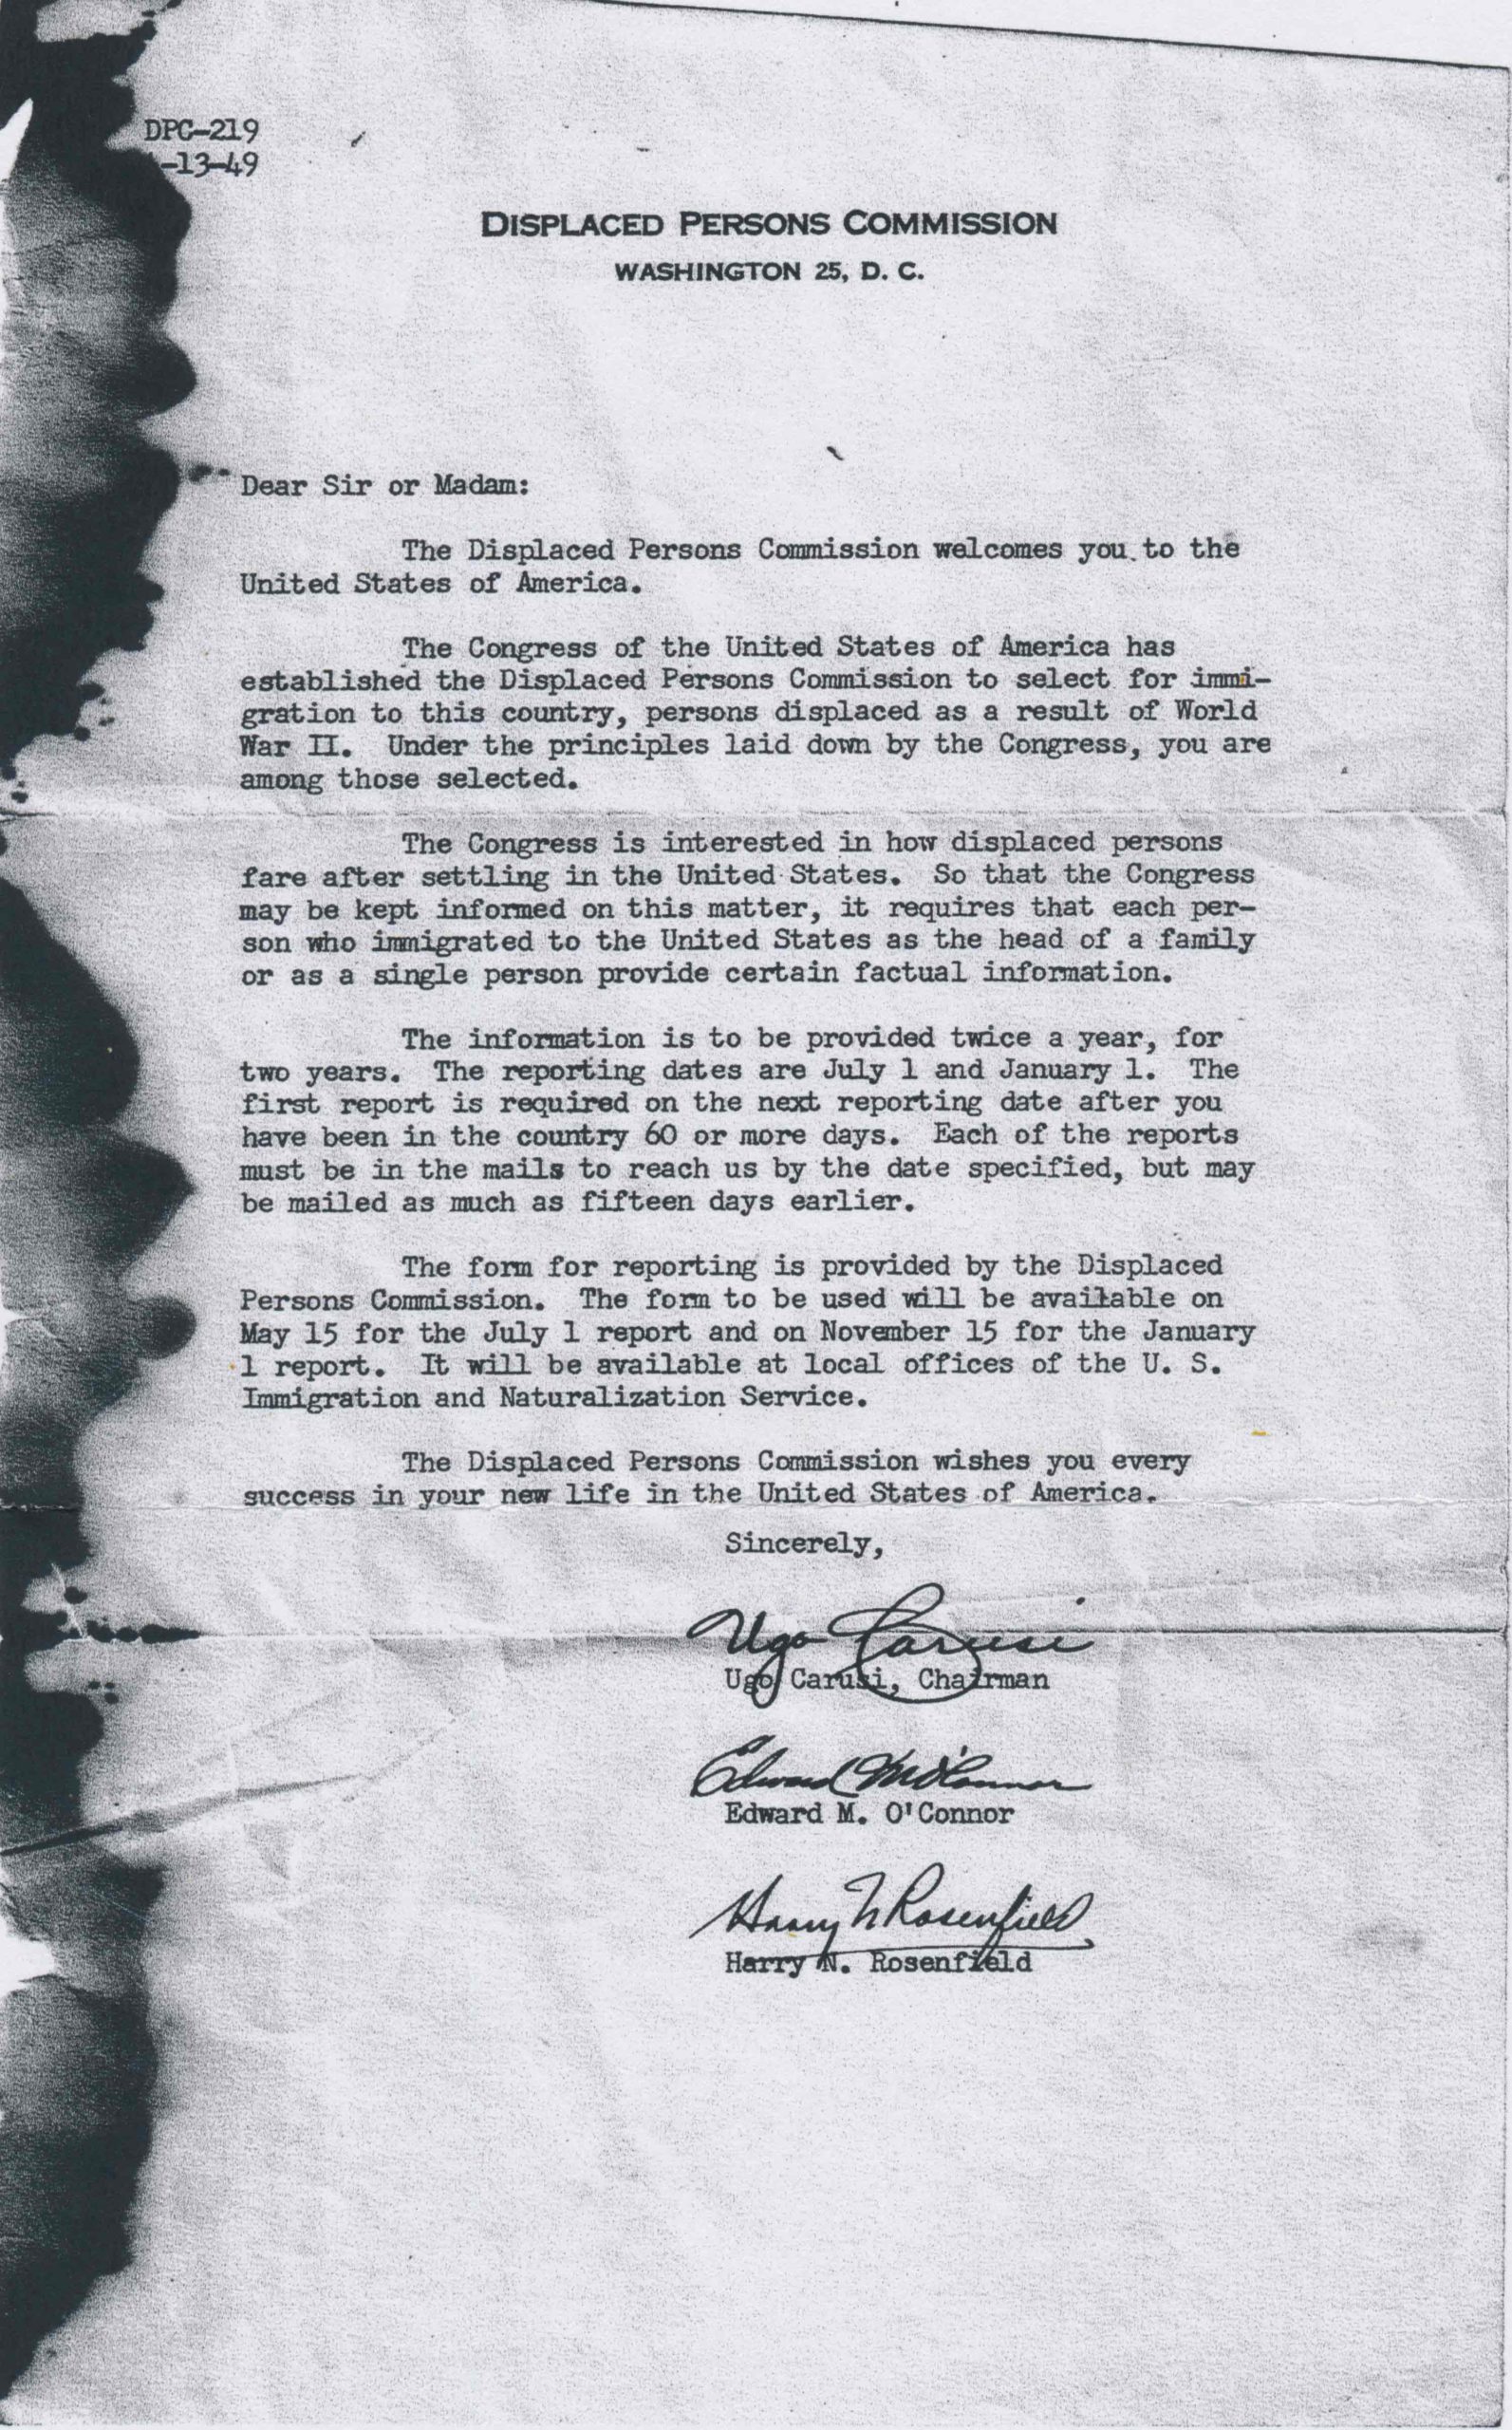 DPC-219
-13-49
DISPLACED PERSONS COMMISSION
WASHINGTON 25, D. C.
Dear Sir or Madam:
The Displaced Persons Commission welcomes you to the
United States of America.
The Congress of the United States of America has
established the Displaced Persons Commission to select for immi-
gration to this country, persons displaced as a result of World
War II. Under the principles laid down by the Congress, you are
among those selected.
The Congress is interested in how displaced persons
fare after settling in the United States. So that the Congress
may be kept informed on this matter, it requires that each per-
son who immigrated to the United States as the head of a family
or as a single person provide certain factual information.
The information is to be provided twice a year, for
two years. The reporting dates are July 1 and January 1. The
first report is required on the next reporting date after you
have been in the country 60 or more days. Each of the reports
must be in the mails to reach us by the date specified, but may
be mailed as much as fifteen days earlier.
The form for reporting is provided by the Displaced
Persons Commission. The form to be used will be available on
May 15 for the July 1 report and on November 15 for the January
1 report. It will be available at local offices of the U. S.
Immigration and Naturalization Service.
The Displaced Persons Commission wishes you every
success in your new life in the United States of America.
Sincerely,
Ugo Carusi
Ugo Carusi, Chairman
Edward M. O'Connor
Edward M. O'Connor
Harry N Rosenfield
Harry N. Rosenfield